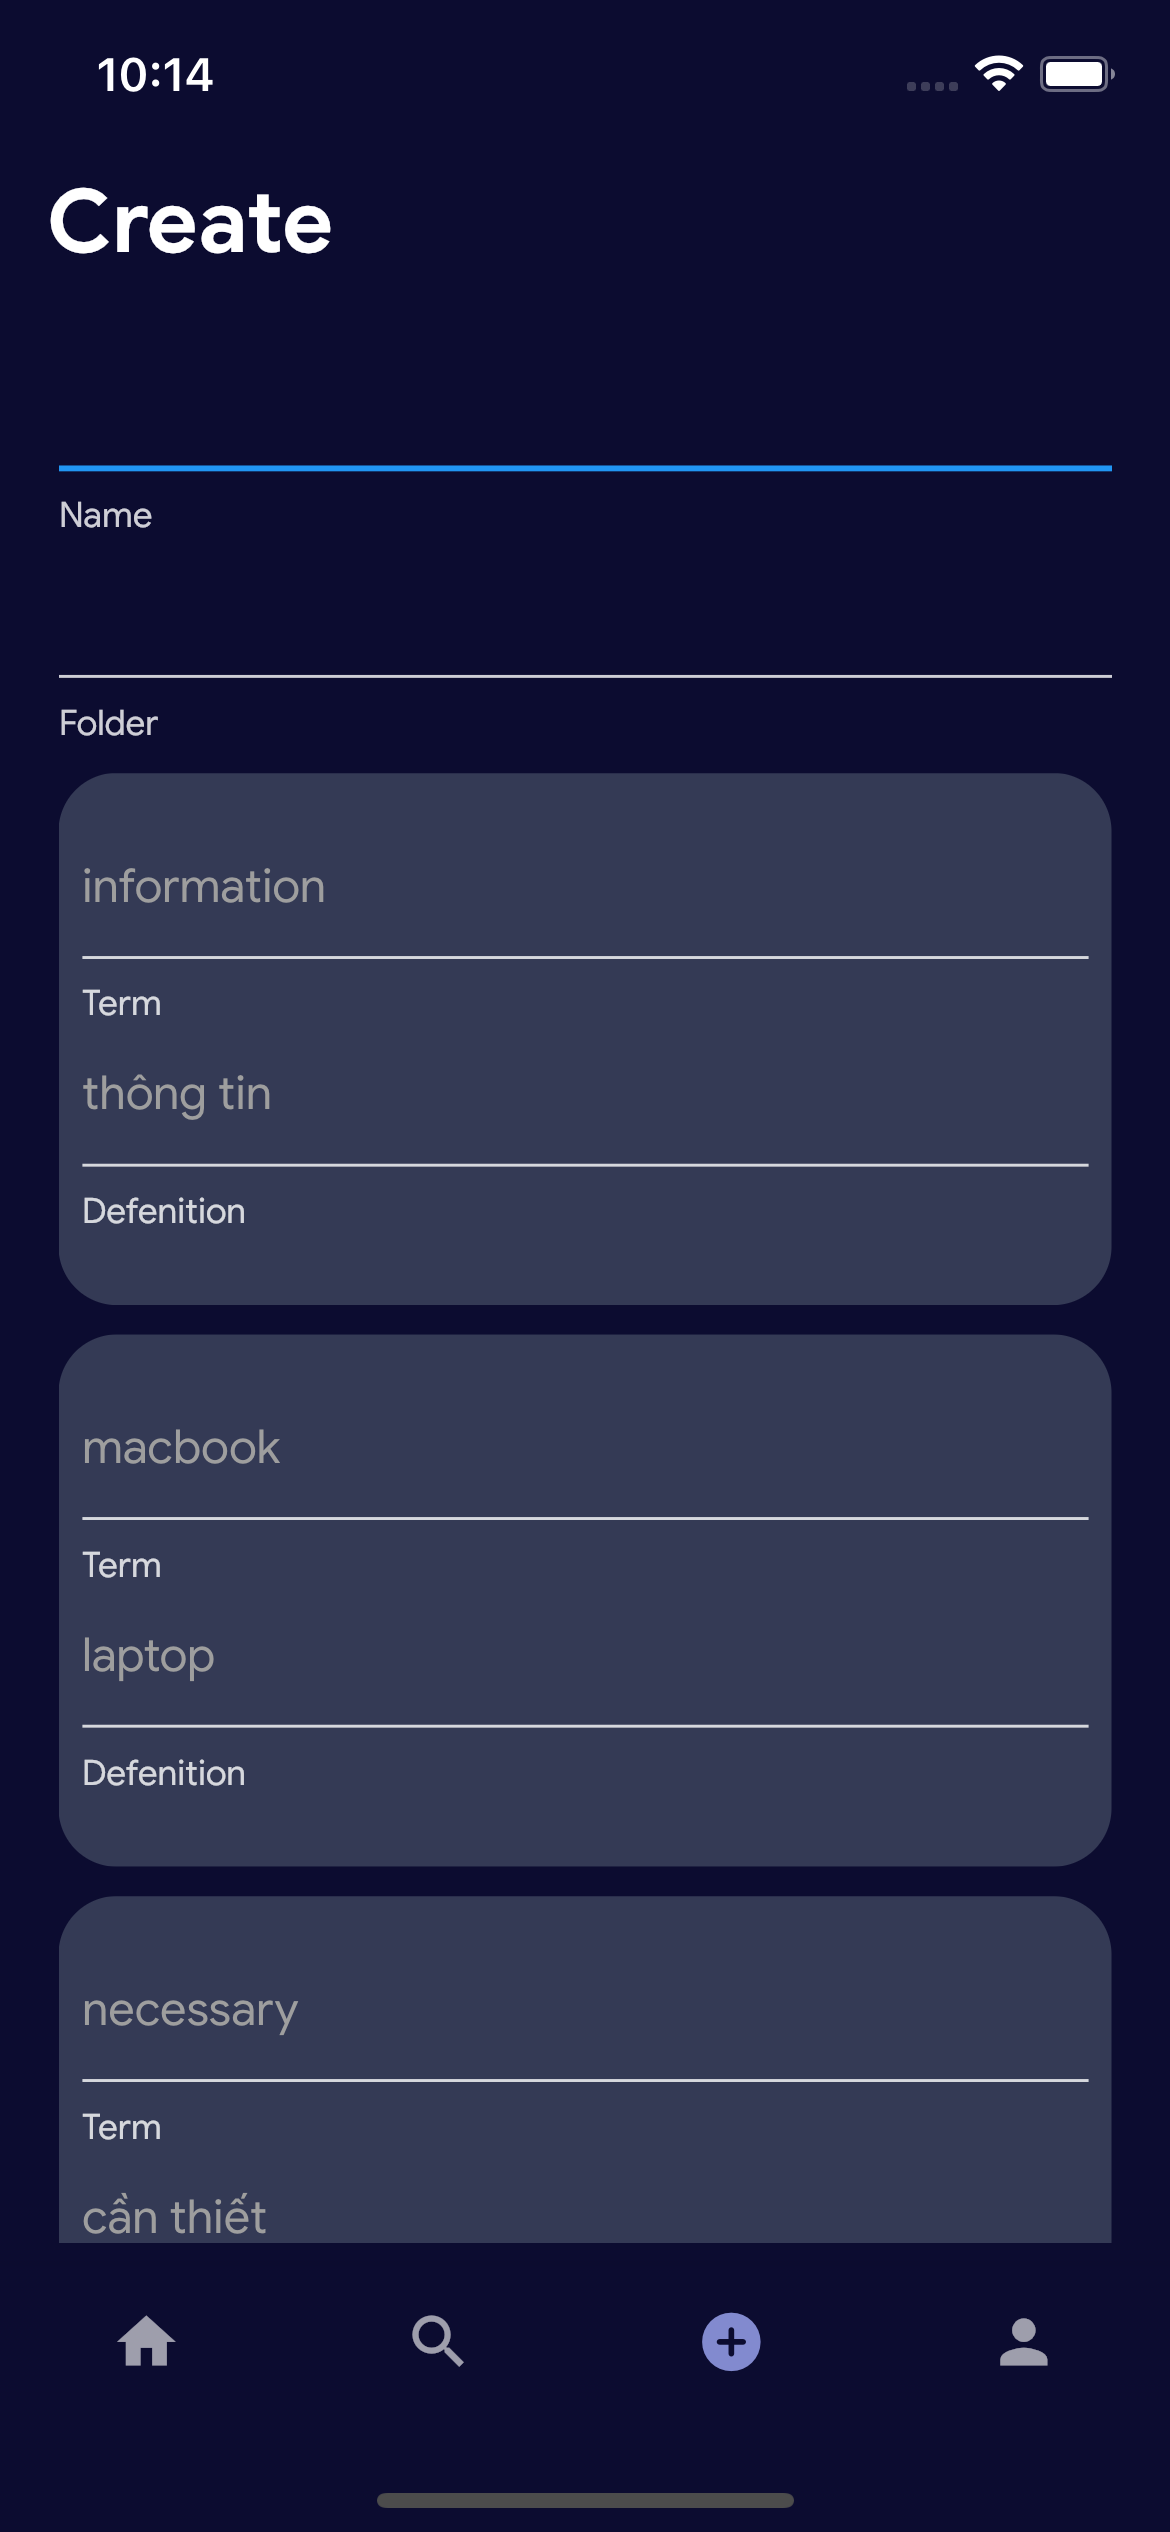 10:14
Create
Name
Folder
information
Term
thông tin
Defenition
macbook
Term
laptop
Defenition
necessary
Term
cần thiết